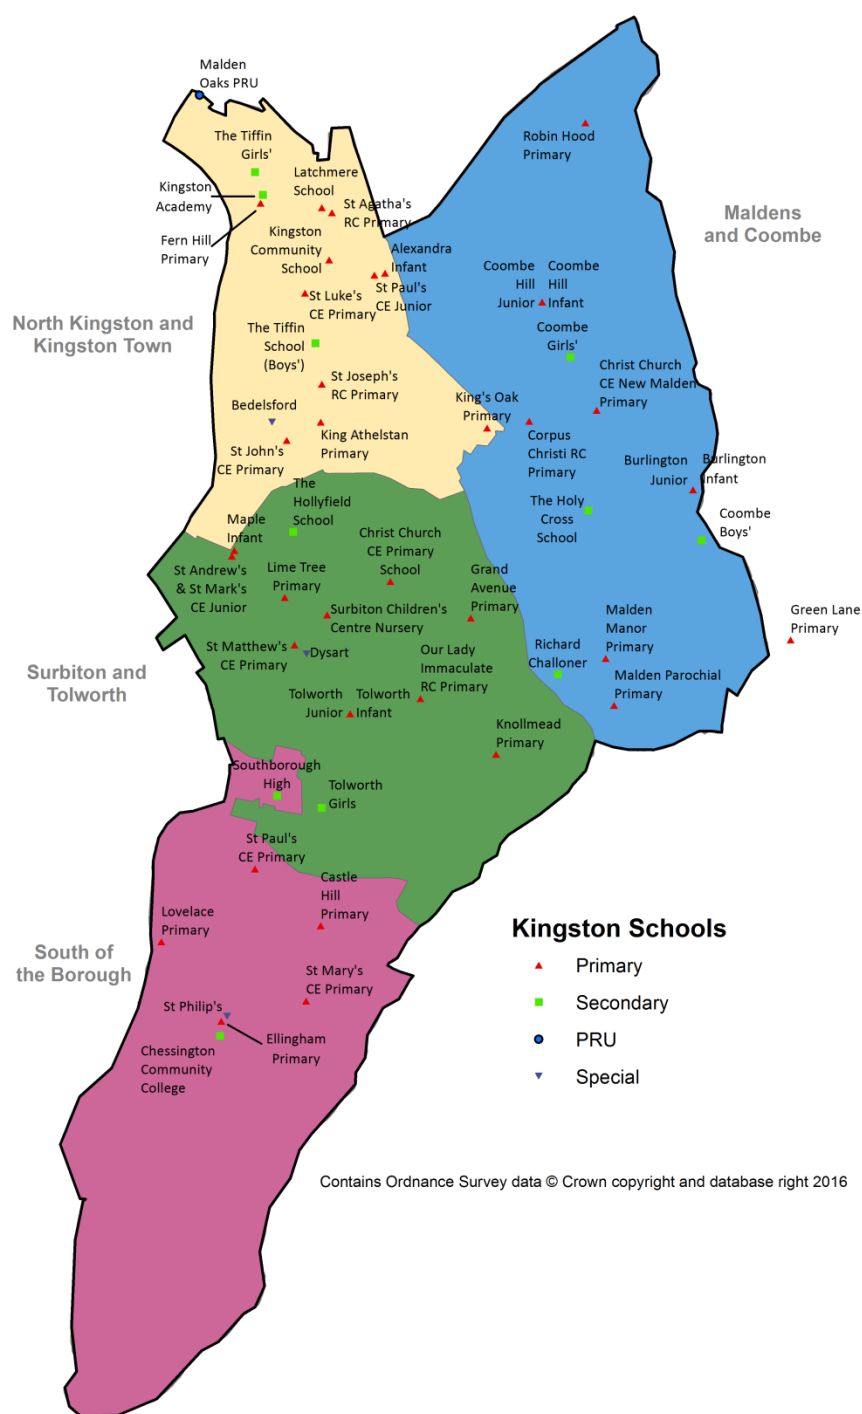 Malden
Oaks PRU
The Tiffin
Girls'
Kingston
Academy
Fern Hill
Primary
Latchmere
School
St Agatha's
RC Primary
Kingston
Community
School
Alexandra
Infant
St Paul's
CE Junior
St Luke's
CE Primary
The Tiffin
School
(Boys')
St Joseph's
RC Primary
Bedelsford
St John's
CE Primary
King Athelstan
Primary
King's Oak
Primary
North Kingston and
Kingston Town
Robin Hood
Primary
Maldens
and Coombe
Coombe
Hill
Junior
Coombe
Hill
Infant
Coombe
Girls'
Christ Church
CE New Malden
Primary
Corpus
Christi RC
Primary
Burlington
Junior
Burlington
Infant
The Holy
Cross
School
Coombe
Boys'
Green Lane
Primary
Malden
Manor
Primary
Richard
Challoner
Malden Parochial
Primary
The
Hollyfield
School
Maple
Infant
St Andrew's
& St Mark's
CE Junior
Lime Tree
Primary
Christ Church
CE Primary
School
Grand
Avenue
Primary
Surbiton Children's
Centre Nursery
St Matthew's
CE Primary
Dysart
Our Lady
Immaculate
RC Primary
Tolworth
Junior
Tolworth
Infant
Knollmead
Primary
Surbiton and
Tolworth
Southborough
High
Tolworth
Girls
St Paul's
CE Primary
Castle
Hill
Primary
Lovelace
Primary
St Mary's
CE Primary
South of
the Borough
St Philip's
Ellingham
Primary
Chessington
Community
College
Kingston Schools
Primary
Secondary
PRU
Special
Contains Ordnance Survey data © Crown copyright and database right 2016